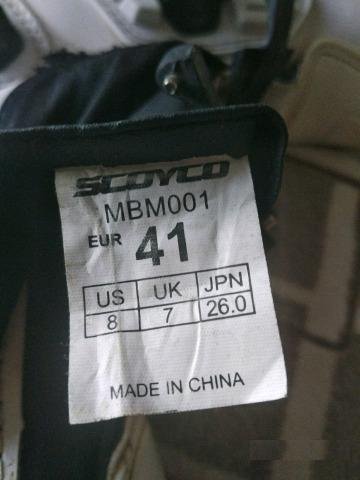 SCOYCO
MBM001
EUR 41
US UK JPN
8 7 26.0
MADE IN CHINA